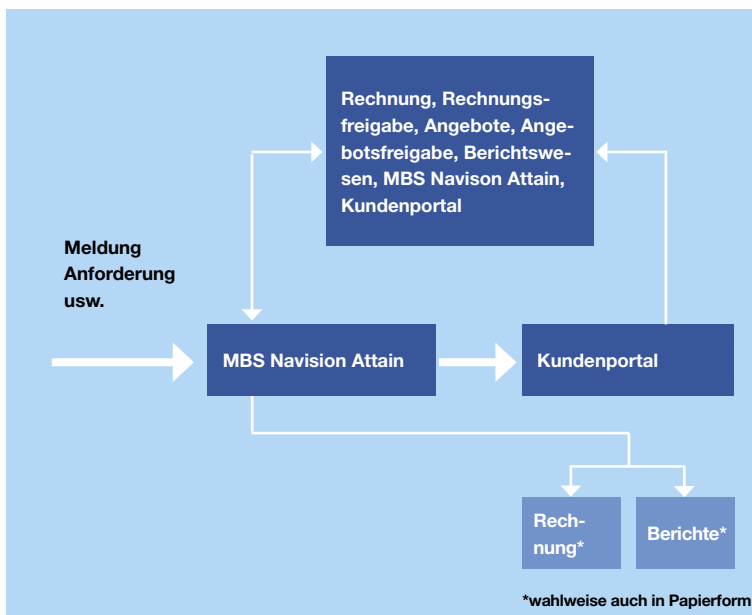 Rechnung, Rechnungs-
freigabe, Angebote, Ange-
botsfreigabe, Berichtswe-
sen, MBS Navison Attain,
Kundenportal
Meldung
Anforderung
usw.
MBS Navision Attain
Kundenportal
Rech-
nung*
Berichte*
*wahlweise auch in Papierform